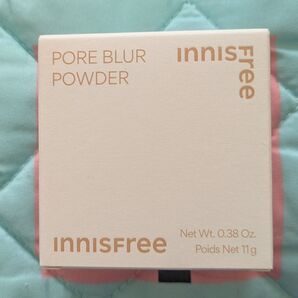 PORE BLUR
POWDER
INNISFree
INNISFree
Net Wt. 0.38 Oz.
Poids Net 11g